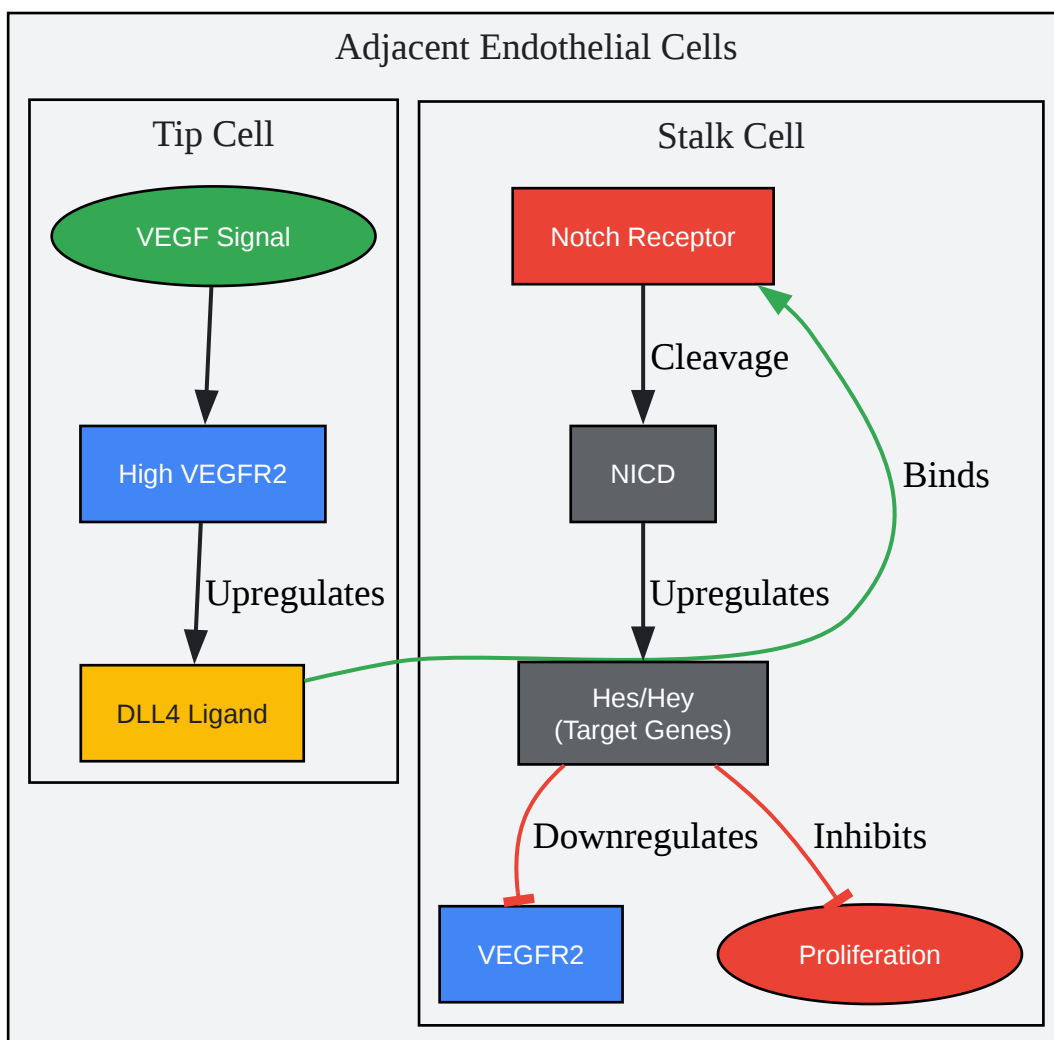 Adjacent Endothelial Cells
Tip Cell
VEGF Signal
High VEGFR2
Upregulates
DLL4 Ligand
Stalk Cell
Notch Receptor
Cleavage
NICD
Binds
Upregulates
Hes/Hey
(Target Genes)
Downregulates
Inhibits
VEGFR2
Proliferation